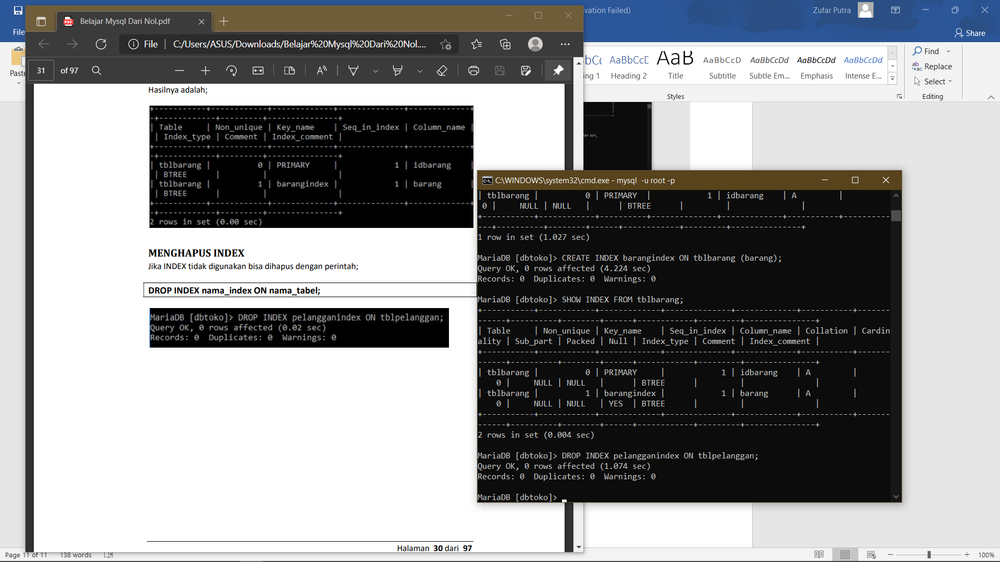 ivation Failed)
Zufar Putra
File
Share
Paste
AaBbCcDd
Heading 2
Title
Subtitle
Subtle Em...
Emphasis
Intense E...
Styles
Find
Replace
Select
Editing
Belajar Mysql Dari Nol.pdf
File
C:/Users/ASUS/Downloads/Belajar%20Mysql%20Dari%20Nol....
31 of 97
Hasilnya adalah;
| Table | Non_unique | Key_name | Seq_in_index | Column_name |
| Index_type | Comment | Index_comment |
| tblbarang | 0 | PRIMARY | 1 | idbarang |
| BTREE | | |
| tblbarang | 1 | barangindex | 1 | barang |
| BTREE | | |
2 rows in set (0.00 sec)
MENGHAPUS INDEX
Jika INDEX tidak digunakan bisa dihapus dengan perintah;
DROP INDEX nama_index ON nama_tabel;
MariaDB [dbtoko]> DROP INDEX pelangganindex ON tblpelanggan;
Query OK, 0 rows affected (0.02 sec)
Records: 0 Duplicates: 0 Warnings: 0
Halaman 30 dari 97
C:\WINDOWS\system32\cmd.exe - mysql -u root -p
| tblbarang | 0 | PRIMARY | 1 | idbarang | A |
0 | NULL | NULL | | BTREE | | |
1 row in set (1.027 sec)
MariaDB [dbtoko]> CREATE INDEX barangindex ON tblbarang (barang);
Query OK, 0 rows affected (4.224 sec)
Records: 0 Duplicates: 0 Warnings: 0
MariaDB [dbtoko]> SHOW INDEX FROM tblbarang;
| Table | Non_unique | Key_name | Seq_in_index | Column_name | Collation | Cardin
ality | Sub_part | Packed | Null | Index_type | Comment | Index_comment |
| tblbarang | 0 | PRIMARY | 1 | idbarang | A |
0 | NULL | NULL | | BTREE | | |
| tblbarang | 1 | barangindex | 1 | barang | A |
0 | NULL | NULL | YES | BTREE | | |
2 rows in set (0.004 sec)
MariaDB [dbtoko]> DROP INDEX pelangganindex ON tblpelanggan;
Query OK, 0 rows affected (1.074 sec)
Records: 0 Duplicates: 0 Warnings: 0
MariaDB [dbtoko]>
Page 11 of 11
138 words
100%